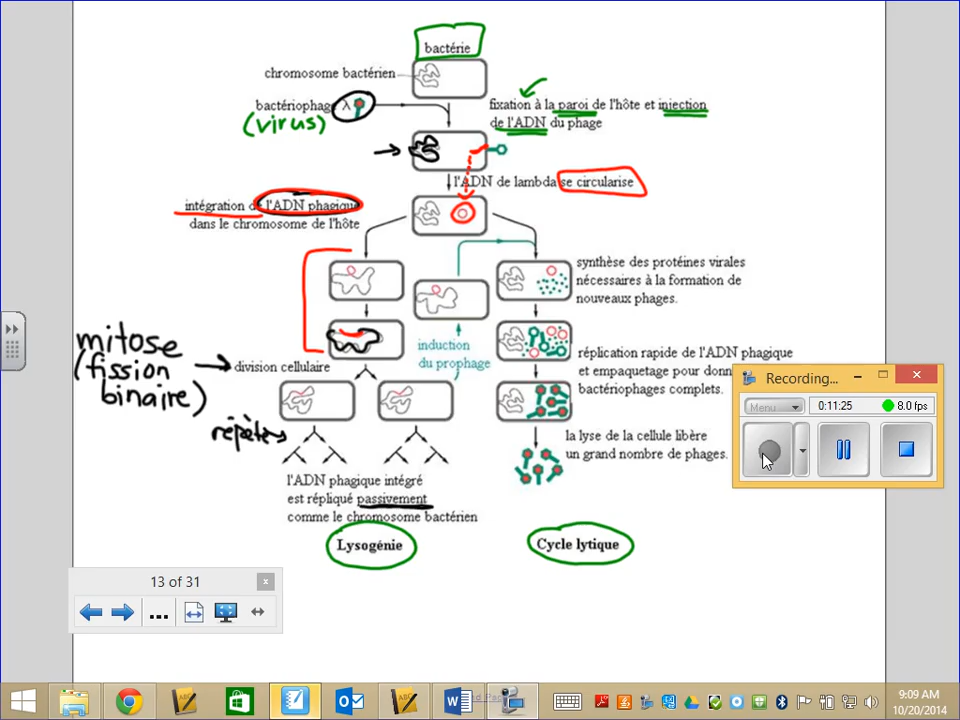 bactérie
chromosome bactérien
bactériophage λ
(virus)
fixation à la paroi de l'hôte et injection
de l'ADN du phage
l'ADN de lambda se circularise
intégration de l'ADN phagique
dans le chromosome de l'hôte
synthèse des protéines virales
nécessaires à la formation de
nouveaux phages.
mitose
(fission
binaire)
induction
du prophage
réplication rapide de l'ADN phagique
et empaquetage pour donn
bactériophages complets.
division cellulaire
répète
la lyse de la cellule libère
un grand nombre de phages.
l'ADN phagique intégré
est répliqué passivement
comme le chromosome bactérien
Lysogénie
Cycle lytique
Recording...
Menu
0:11:25
8.0 fps
13 of 31
...
9:09 AM
10/20/2014